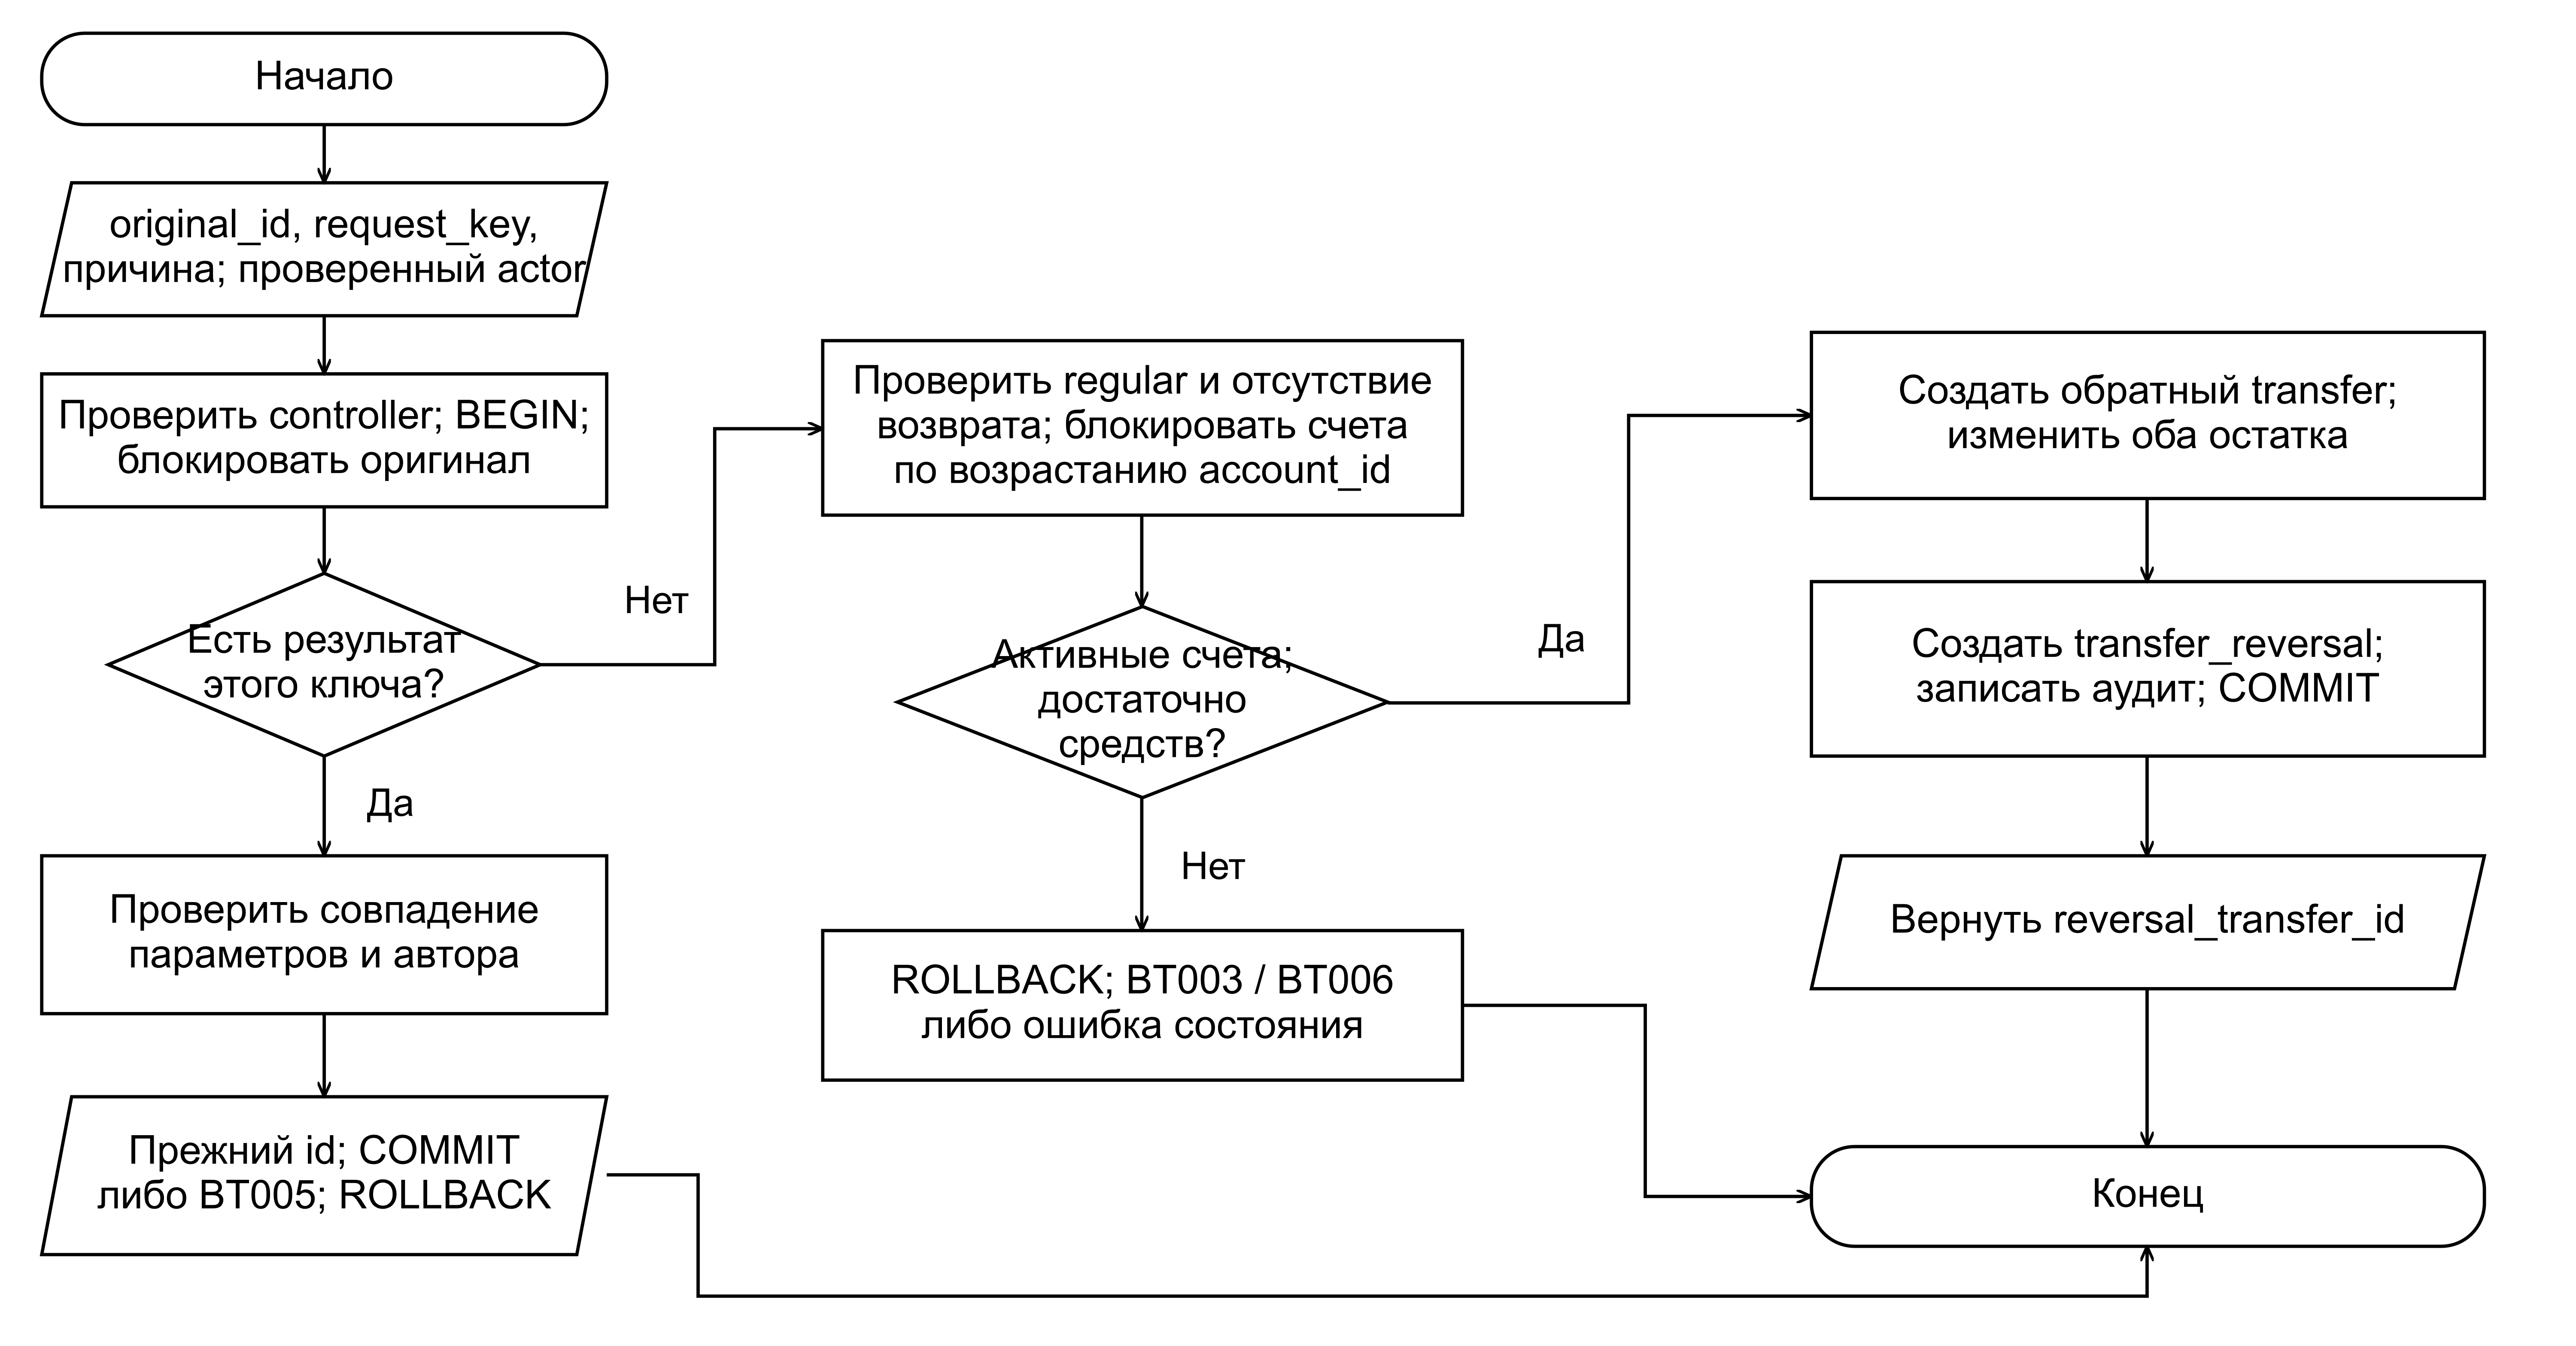 Начало
original_id, request_key,
причина; проверенный actor
Проверить controller; BEGIN;
блокировать оригинал
Есть результат
этого ключа?
Нет
Да
Проверить совпадение
параметров и автора
Прежний id; COMMIT
либо BT005; ROLLBACK
Проверить regular и отсутствие
возврата; блокировать счета
по возрастанию account_id
Активные счета;
достаточно
средств?
Да
Нет
ROLLBACK; BT003 / BT006
либо ошибка состояния
Создать обратный transfer;
изменить оба остатка
Создать transfer_reversal;
записать аудит; COMMIT
Вернуть reversal_transfer_id
Конец